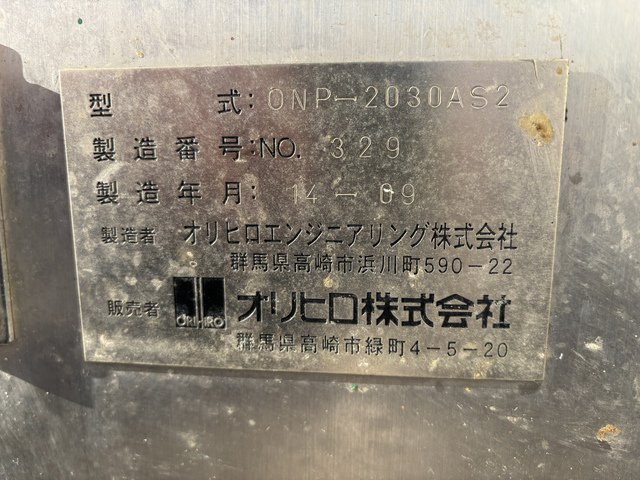 型　　式：ONP-2030AS2
製造番号：NO. 329
製造年月：14-09
製造者 オリヒロエンジニアリング株式会社
群馬県高崎市浜川町590-22
販売者 ORIHIRO オリヒロ株式会社
群馬県高崎市緑町4-5-20